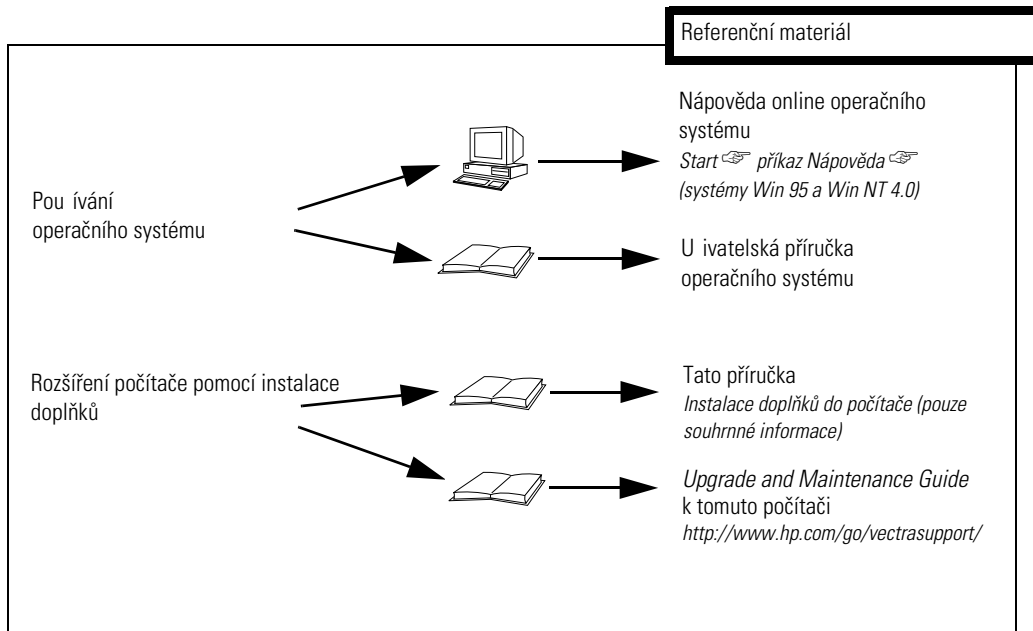 Referenční materiál
Nápověda online operačního
systému
Start ☞ příkaz Nápověda ☞
(systémy Win 95 a Win NT 4.0)
Pou ívání
operačního systému
U ivatelská příručka
operačního systému
Rozšíření počítače pomocí instalace
doplňků
Tato příručka
Instalace doplňků do počítače (pouze
souhrnné informace)
Upgrade and Maintenance Guide
k tomuto počítači
http://www.hp.com/go/vectrasupport/